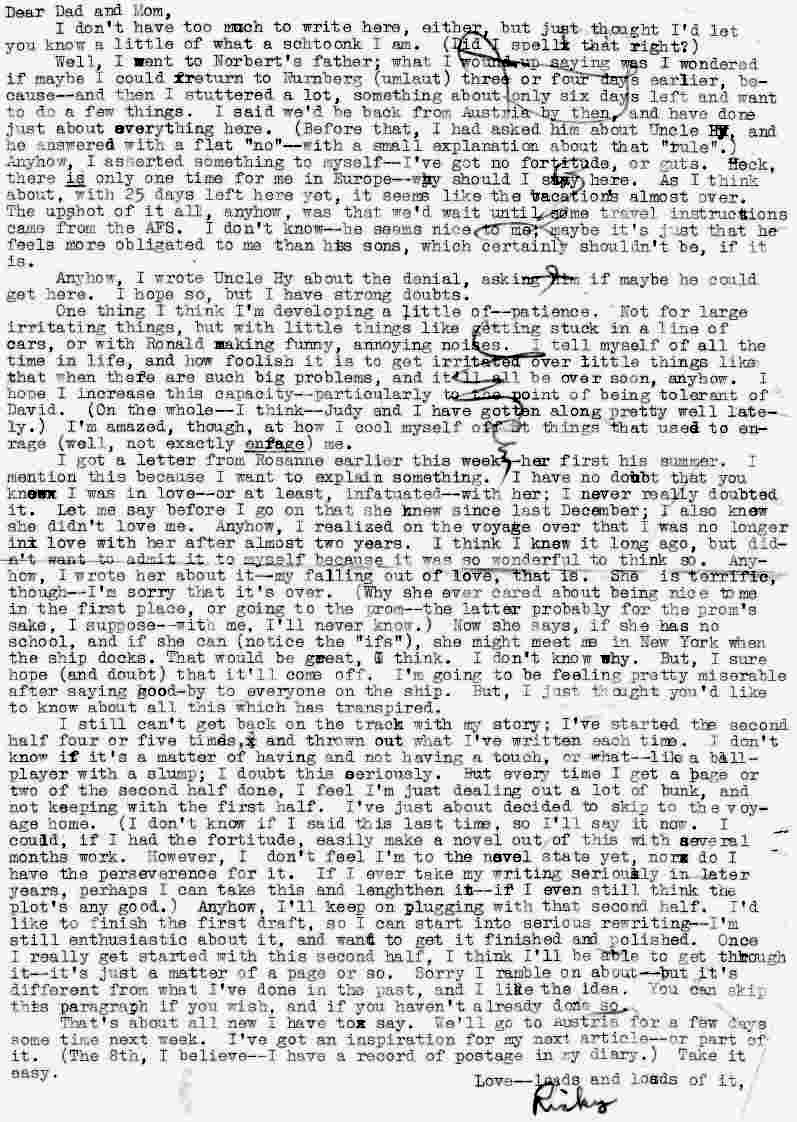 Dear Dad and Mom,
I don't have too much to write here, either, but just thought I'd let
you know a little of what a schtoonk I am. (Did I spellx that right?)
Well, I went to Norbert's father; what I wound up saying was I wondered
if maybe I could return to Nurnberg (umlaut) three or four days earlier, be-
cause--and then I stuttered a lot, something about only six days left and want
to do a few things. I said we'd be back from Austria by then, and have done
just about everything here. (Before that, I had asked him about Uncle Hy, and
he answered with a flat "no"--with a small explanation about that "rule".)
Anyhow, I asserted something to myself--I've got no fortitude, or guts. Heck,
there is only one time for me in Europe--why should I stay here. As I think
about, with 25 days left here yet, it seems like the vacations almost over.
The upshot of it all, anyhow, was that we'd wait until some travel instructions
came from the AFS. I don't know--he seems nice to me; maybe it's just that he
feels more obligated to me than his sons, which certainly shouldn't be, if it
is.
Anyhow, I wrote Uncle Hy about the denial, asking him if maybe he could
get here. I hope so, but I have strong doubts.
One thing I think I'm developing a little of--patience. Not for large
irritating things, but with little things like getting stuck in a line of
cars, or with Ronald making funny, annoying noises. I tell myself of all the
time in life, and how foolish it is to get irritated over little things like
that when there are such big problems, and it'll all be over soon, anyhow. I
hope I increase this capacity--particularly to the point of being tolerant of
David. (On the whole--I think--Judy and I have gotten along pretty well late-
ly.) I'm amazed, though, at how I cool myself off at things that used to en-
rage (well, not exactly enrage) me.
I got a letter from Rosanne earlier this week--her first his summer. I
mention this because I want to explain something. I have no doubt that you
knewx I was in love--or at least, infatuated--with her; I never really doubted
it. Let me say before I go on that she knew since last December; I also knew
she didn't love me. Anyhow, I realized on the voyage over that I was no longer
inx love with her after almost two years. I think I knew it long ago, but did-
n't want to admit it to myself because it was so wonderful to think so. Any-
how, I wrote her about it--my falling out of love, that is. She is terrific,
though--I'm sorry that it's over. (Why she ever cared about being nice to me
in the first place, or going to the prom--the latter probably for the prom's
sake, I suppose--with me, I'll never know.) Now she says, if she has no
school, and if she can (notice the "ifs"), she might meet me in New York when
the ship docks. That would be great, I think. I don't know why. But, I sure
hope (and doubt) that it'll come off. I'm going to be feeling pretty miserable
after saying good-by to everyone on the ship. But, I just thought you'd like
to know about all this which has transpired.
I still can't get back on the track with my story; I've started the second
half four or five times,x and thrown out what I've written each time. I don't
know if it's a matter of having and not having a touch, or what--like a ball-
player with a slump; I doubt this seriously. But every time I get a page or
two of the second half done, I feel I'm just dealing out a lot of bunk, and
not keeping with the first half. I've just about decided to skip to the voy-
age home. (I don't know if I said this last time, so I'll say it now. I
could, if I had the fortitude, easily make a novel out of this with several
months work. However, I don't feel I'm to the novel state yet, norx do I
have the perseverence for it. If I ever take my writing seriously in later
years, perhaps I can take this and lenghthen it--if I even still think the
plot's any good.) Anyhow, I'll keep on plugging with that second half. I'd
like to finish the first draft, so I can start into serious rewriting--I'm
still enthusiastic about it, and want to get it finished and polished. Once
I really get started with this second half, I think I'll be able to get through
it--it's just a matter of a page or so. Sorry I ramble on about--but it's
different from what I've done in the past, and I like the idea. You can skip
this paragraph if you wish, and if you haven't already done so.
That's about all new I have tox say. We'll go to Austria for a few days
some time next week. I've got an inspiration for my next article--or part of
it. (The 8th, I believe--I have a record of postage in my diary.) Take it
easy.
Love--loads and loads of it,
Ricky